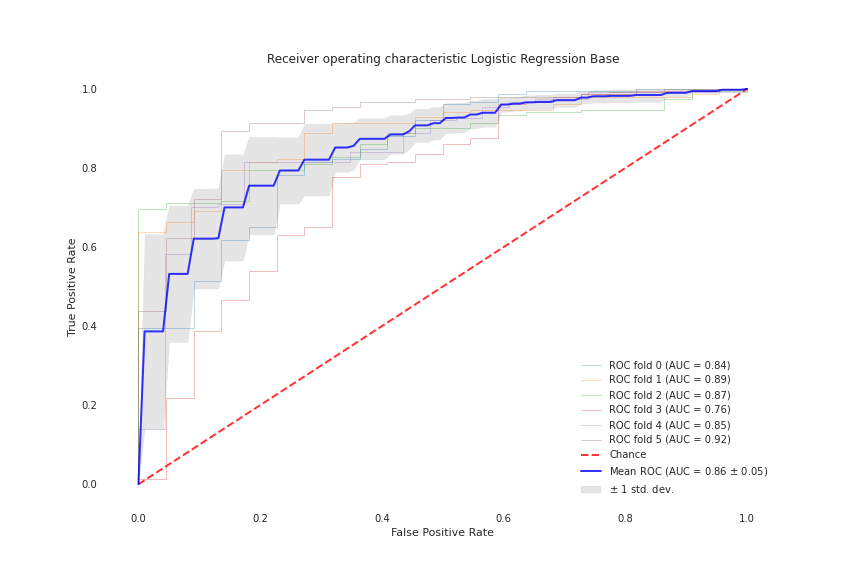 Receiver operating characteristic Logistic Regression Base
1.0
0.8
0.6
0.4
0.2
0.0
True Positive Rate
ROC fold 0 (AUC = 0.84)
ROC fold 1 (AUC = 0.89)
ROC fold 2 (AUC = 0.87)
ROC fold 3 (AUC = 0.76)
ROC fold 4 (AUC = 0.85)
ROC fold 5 (AUC = 0.92)
Chance
Mean ROC (AUC = 0.86 ± 0.05)
± 1 std. dev.
0.0 0.2 0.4 0.6 0.8 1.0
False Positive Rate